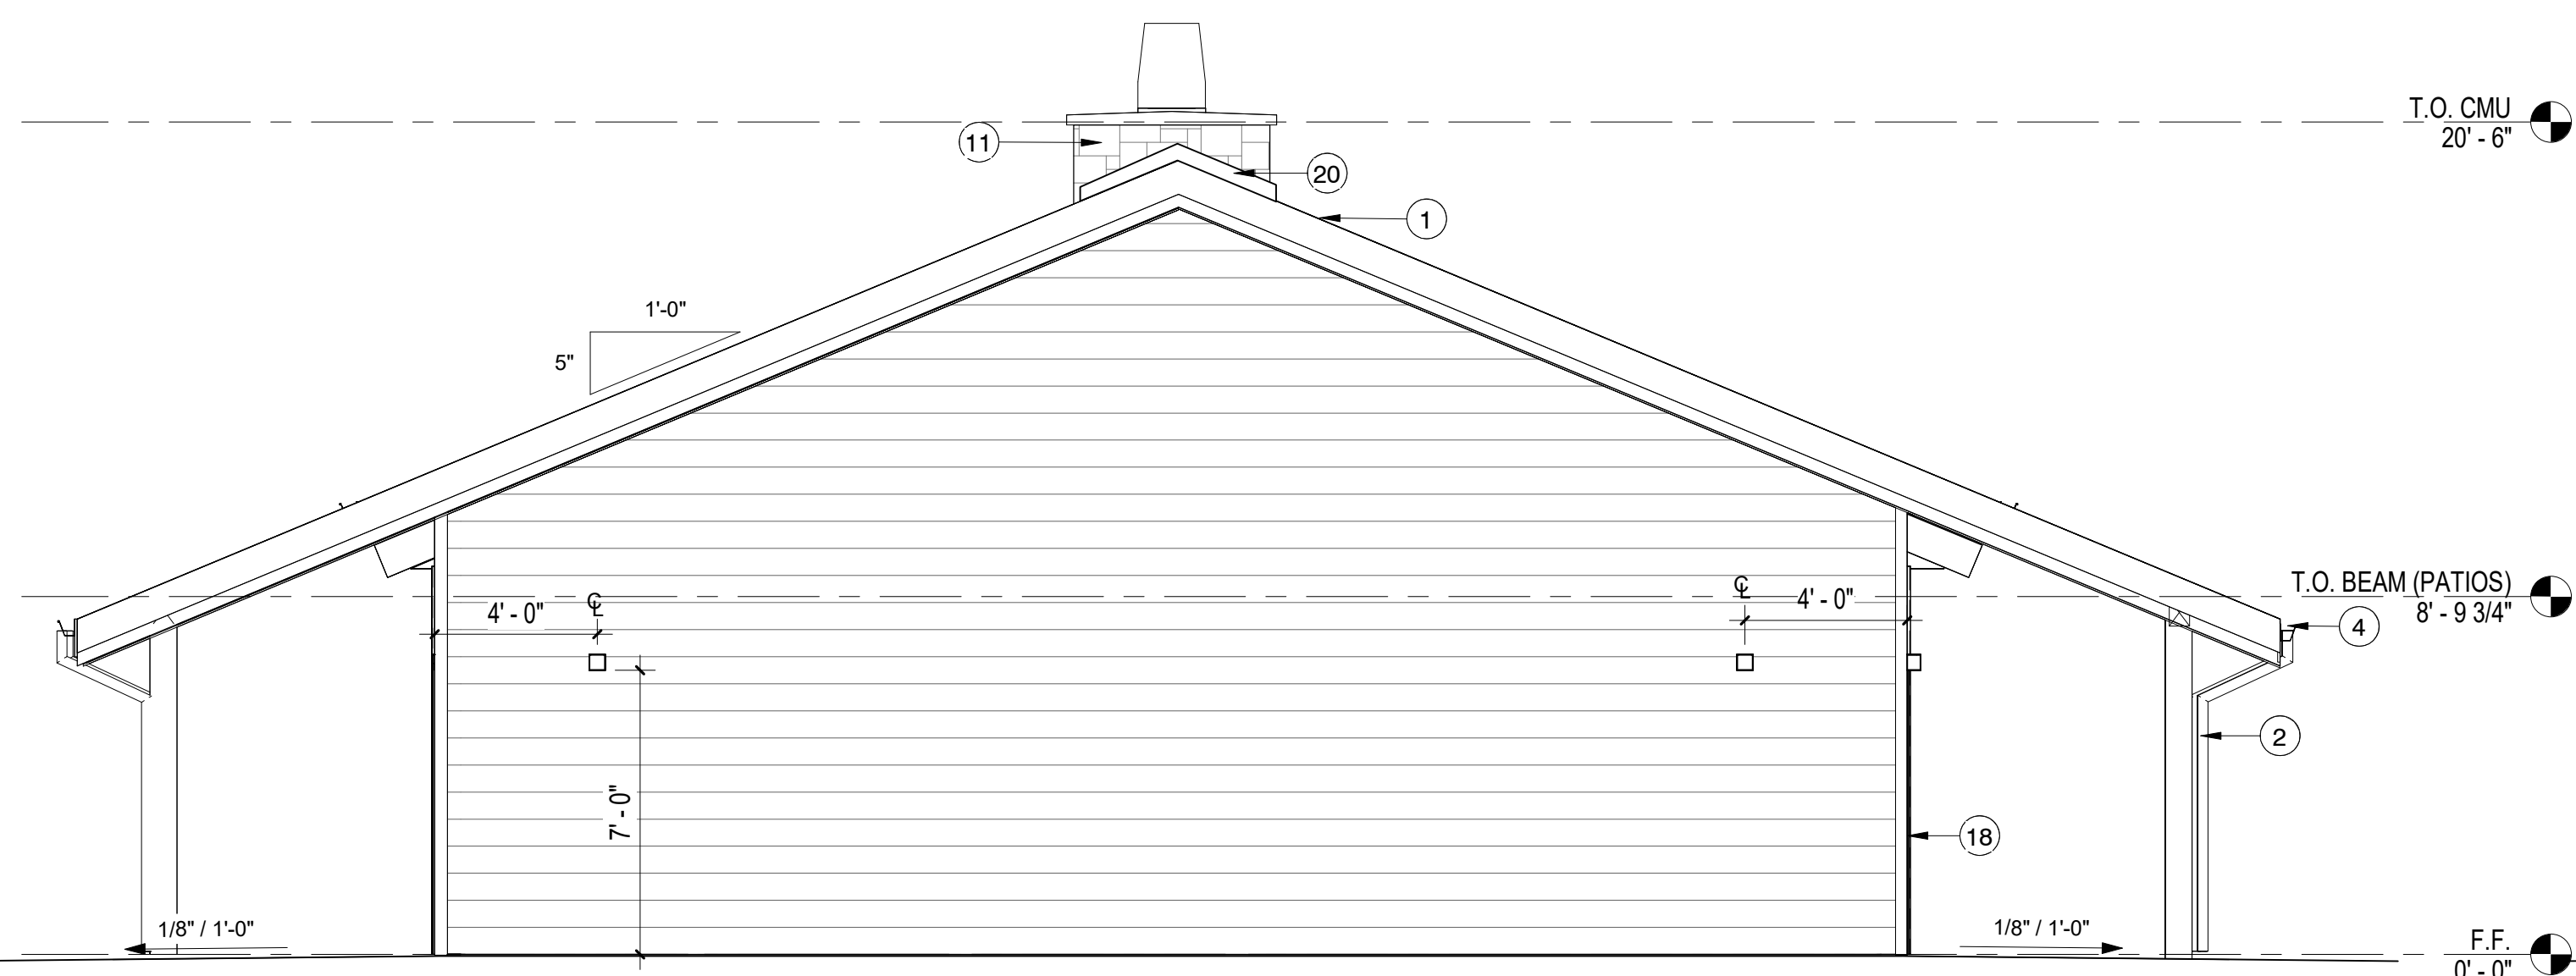 T.O. CMU
20' - 6"
11
20
1
1'-0"
5"
T.O. BEAM (PATIOS)
8' - 9 3/4"
℄
4' - 0"
℄
4' - 0"
4
2
7' - 0"
18
1/8" / 1'-0"
1/8" / 1'-0"
F.F.
0' - 0"